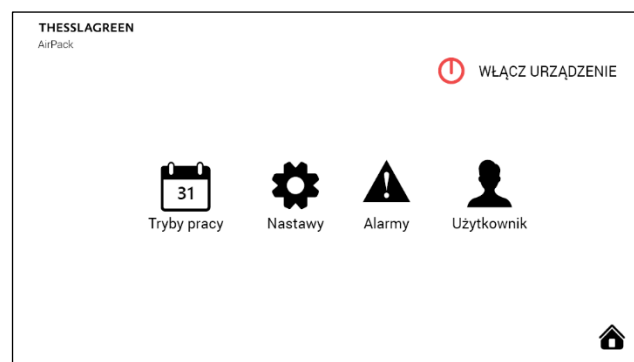 THESSLAGREEN
AirPack
WŁĄCZ URZĄDZENIE
31
Tryby pracy
Nastawy
Alarmy
Użytkownik